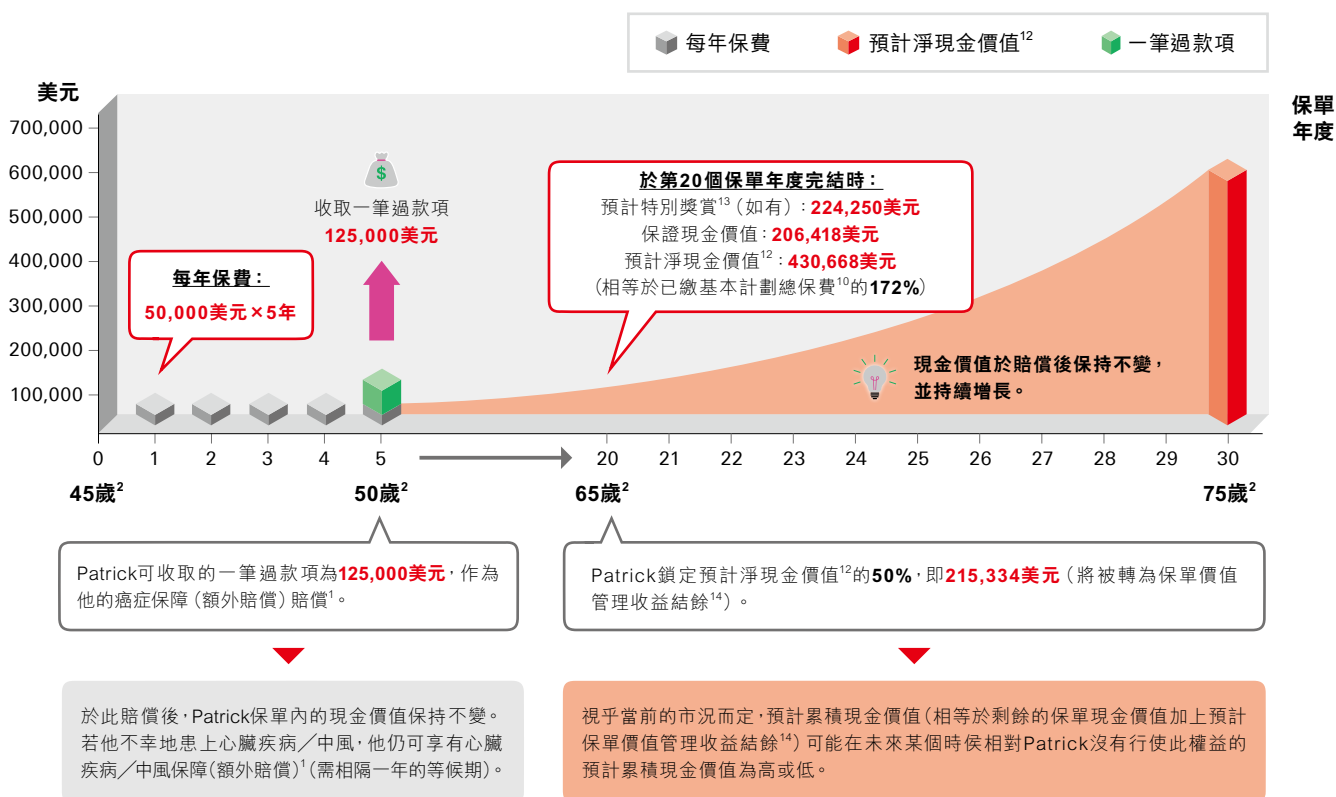 每年保費
預計淨現金價值12
一筆過款項
美元
保單
年度
700,000
600,000
500,000
400,000
300,000
200,000
100,000
每年保費：
50,000美元×5年
$
收取一筆過款項
125,000美元
於第20個保單年度完結時：
預計特別獎賞13（如有）：224,250美元
保證現金價值：206,418美元
預計淨現金價值12：430,668美元
（相等於已繳基本計劃總保費10的172%）
現金價值於賠償後保持不變，
並持續增長。
0 1 2 3 4 5 20 21 22 23 24 25 26 27 28 29 30
45歲2 50歲2 65歲2 75歲2
Patrick可收取的一筆過款項為125,000美元，作為
他的癌症保障（額外賠償）賠償1。
Patrick鎖定預計淨現金價值12的50%，即215,334美元（將被轉為保單價值
管理收益結餘14）。
於此賠償後，Patrick保單內的現金價值保持不變。
若他不幸地患上心臟疾病／中風，他仍可享有心臟
疾病／中風保障（額外賠償）1（需相隔一年的等候期）。
視乎當前的市況而定，預計累積現金價值（相等於剩餘的保單現金價值加上預計
保單價值管理收益結餘14）可能在未來某個時侯相對Patrick沒有行使此權益的
預計累積現金價值為高或低。